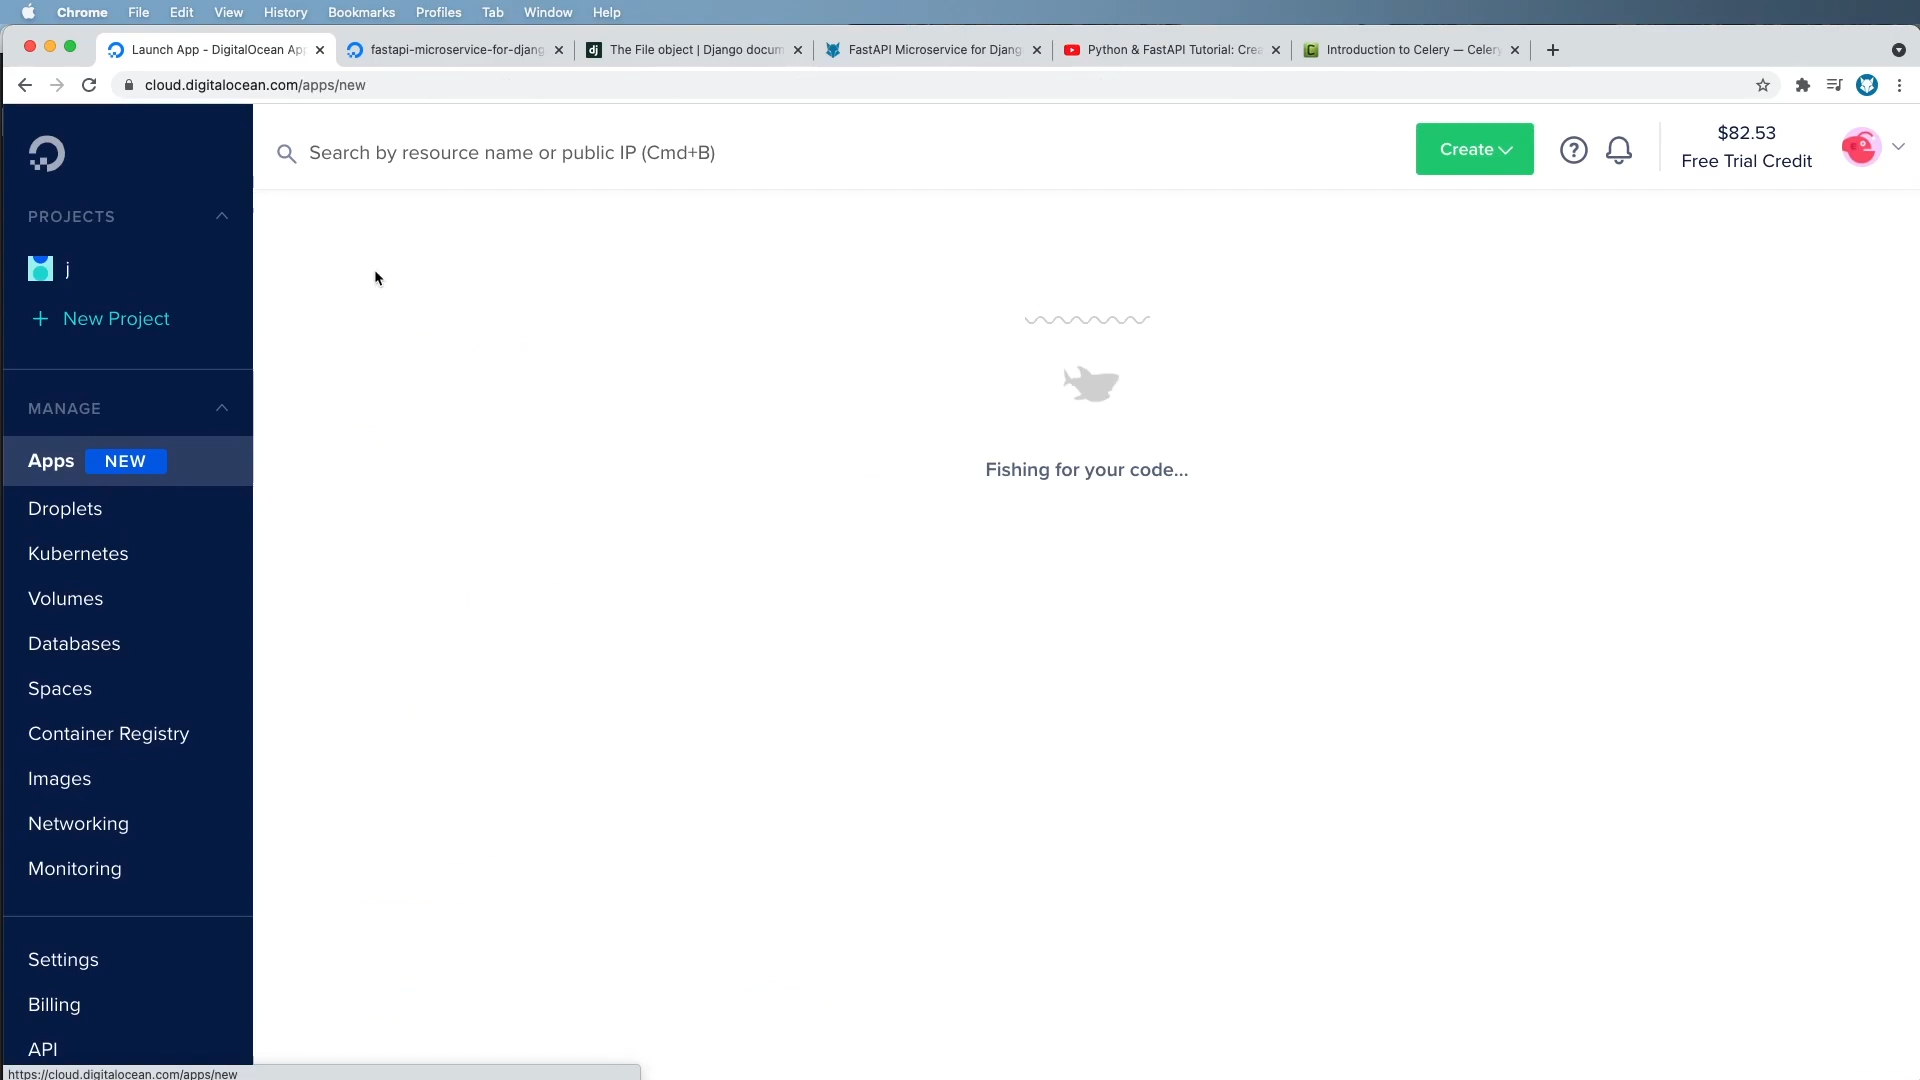 Chrome File Edit View History Bookmarks Profiles Tab Window Help
Launch App - DigitalOcean Ap
fastapi-microservice-for-djang
dj The File object | Django docum
FastAPI Microservice for Djang
Python & FastAPI Tutorial: Crea
C Introduction to Celery — Celery
cloud.digitalocean.com/apps/new
Search by resource name or public IP (Cmd+B)
Create
?
$82.53
Free Trial Credit
PROJECTS
j
+ New Project
MANAGE
Apps NEW
Droplets
Kubernetes
Volumes
Databases
Spaces
Container Registry
Images
Networking
Monitoring
Settings
Billing
API
Fishing for your code...
https://cloud.digitalocean.com/apps/new